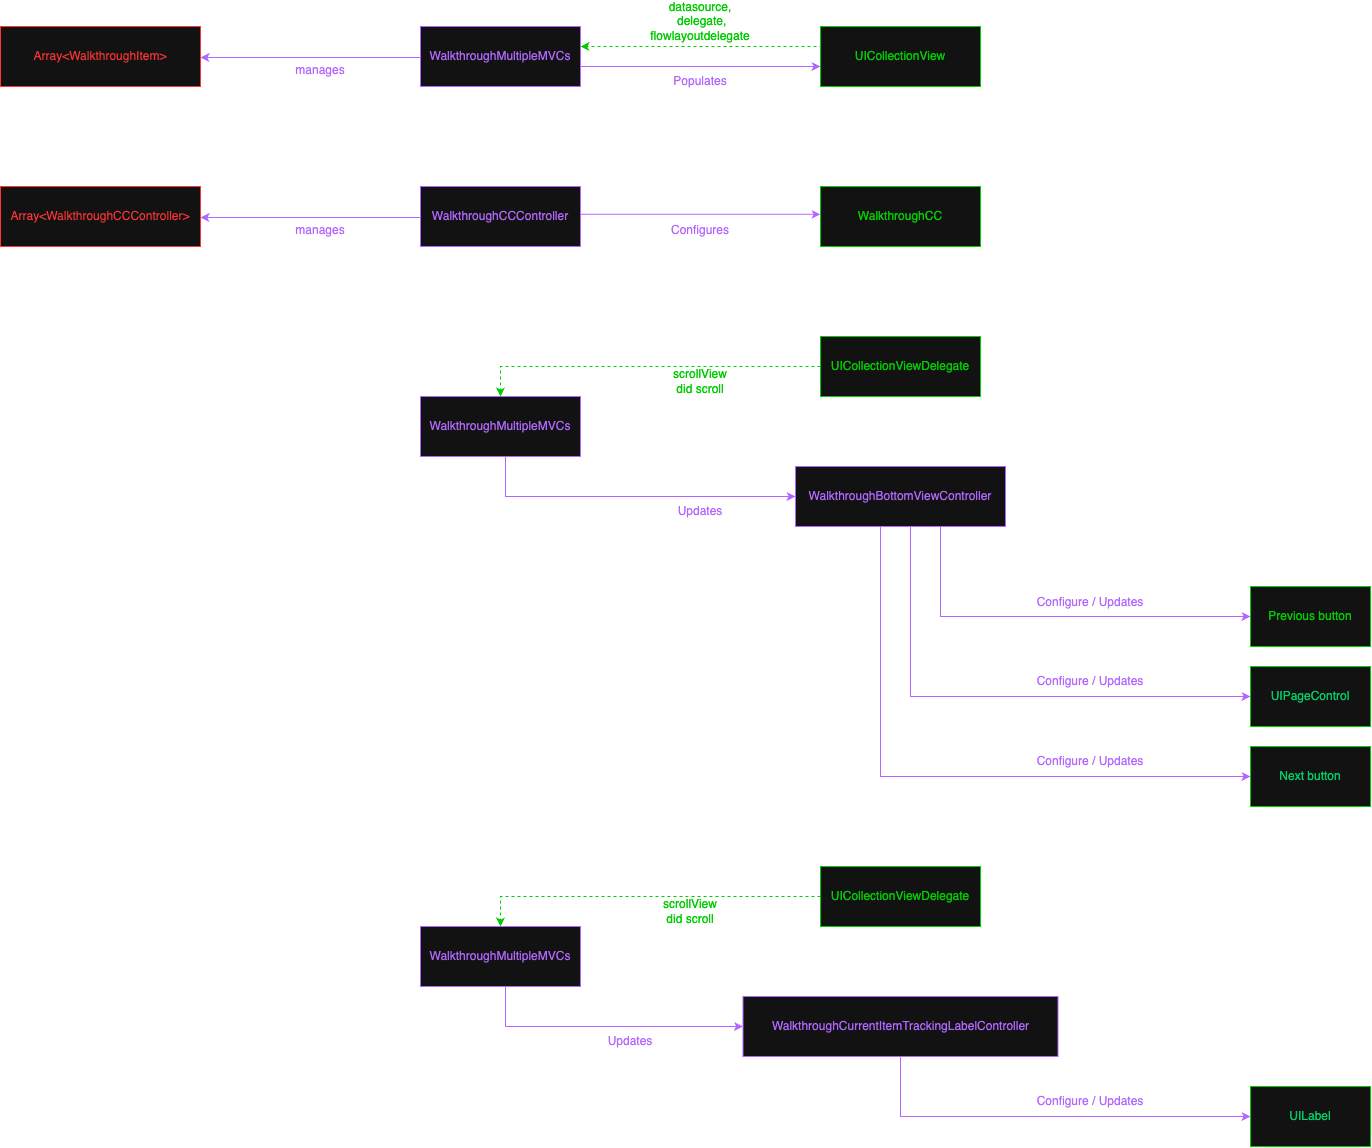 datasource,
delegate,
flowlayoutdelegate
Array<WalkthroughItem>
manages
WalkthroughMultipleMVCs
Populates
UICollectionView
Array<WalkthroughCCController>
manages
WalkthroughCCController
Configures
WalkthroughCC
UICollectionViewDelegate
scrollView
did scroll
WalkthroughMultipleMVCs
Updates
WalkthroughBottomViewController
Configure / Updates
Previous button
Configure / Updates
UIPageControl
Configure / Updates
Next button
UICollectionViewDelegate
scrollView
did scroll
WalkthroughMultipleMVCs
Updates
WalkthroughCurrentItemTrackingLabelController
Configure / Updates
UILabel